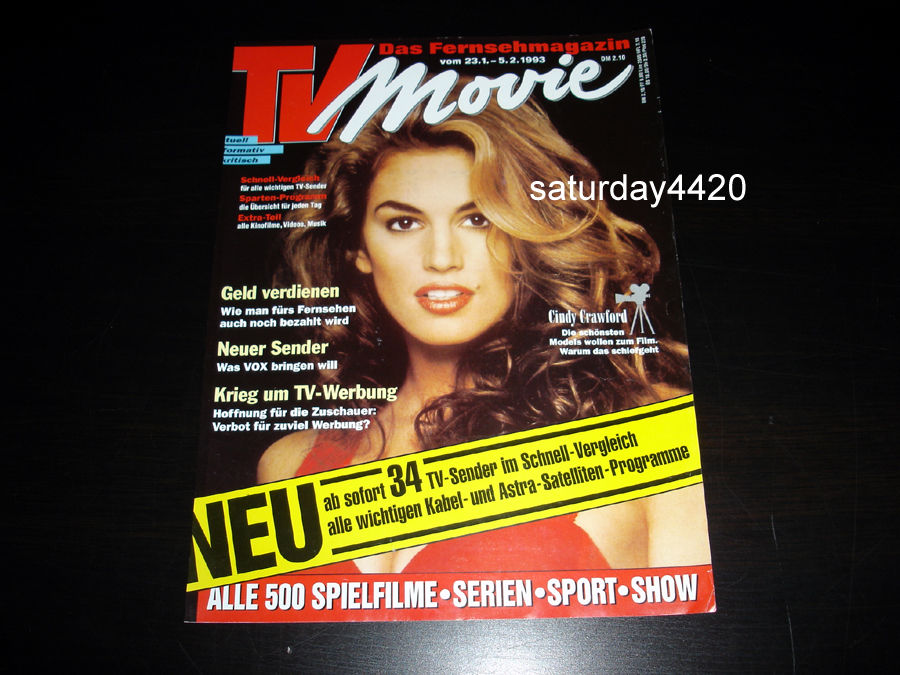 Das Fernsehmagazin
vom 23.1. - 5.2.1993
DM 2.10
TV Movie
tuell
formativ
kritisch
Schnell-Vergleich
für alle wichtigen TV-Sender
Sparten-Programm
die Übersicht für jeden Tag
Extra-Teil
alle Kinofilme, Videos, Musik
saturday4420
Geld verdienen
Wie man fürs Fernsehen
auch noch bezahlt wird
Neuer Sender
Was VOX bringen will
Krieg um TV-Werbung
Hoffnung für die Zuschauer:
Verbot für zuviel Werbung?
Cindy Crawford
Die schönsten
Models wollen zum Film.
Warum das schiefgeht
NEU
ab sofort 34 TV-Sender im Schnell-Vergleich
alle wichtigen Kabel- und Astra-Satelliten-Programme
ALLE 500 SPIELFILME•SERIEN•SPORT•SHOW